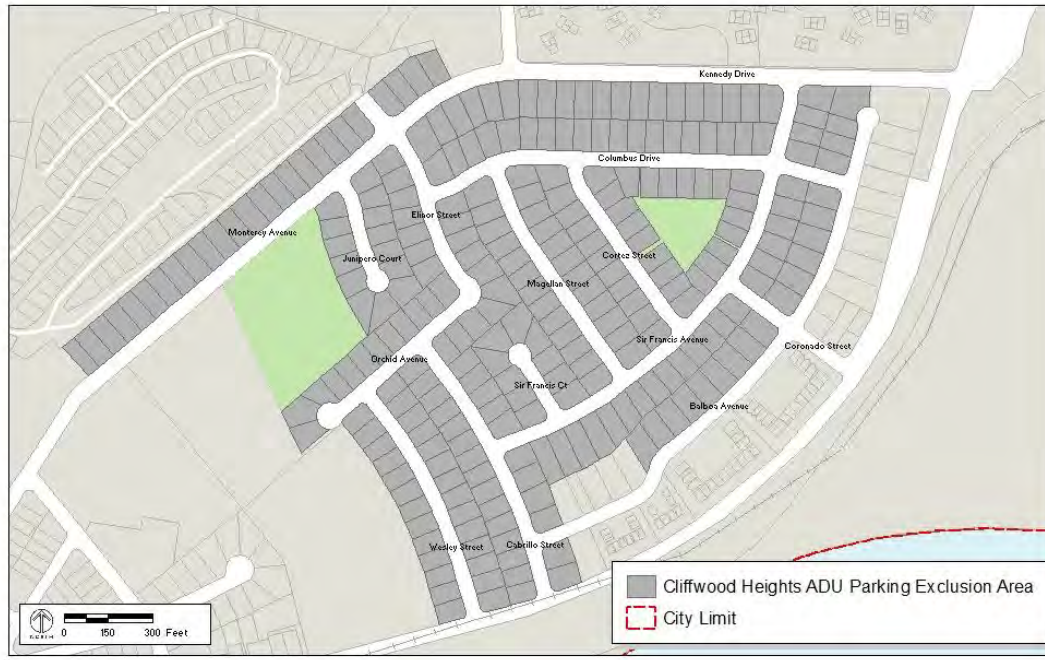 Kennedy Drive
Columbus Drive
Elinor Street
Monterey Avenue
Junipero Court
Cortez Street
Magellan Street
Sir Francis Avenue
Coronado Street
Orchid Avenue
Sir Francis Ct
Balboa Avenue
Wesley Street
Cabrillo Street
Cliffwood Heights ADU Parking Exclusion Area
City Limit
NORTH
0 150 300 Feet